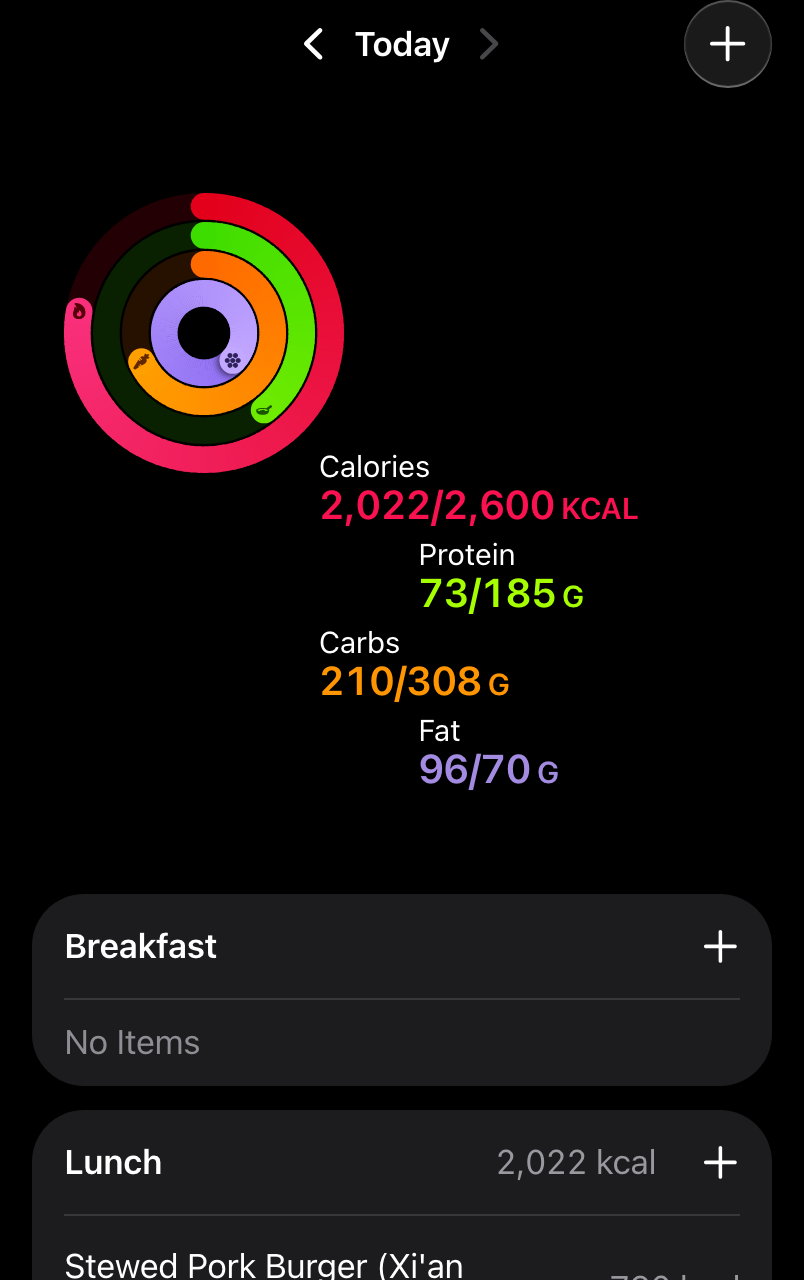 Today
Calories
2,022/2,600 KCAL
Protein
73/185 G
Carbs
210/308 G
Fat
96/70 G
Breakfast
No Items
Lunch
2,022 kcal
Stewed Pork Burger (Xi'an